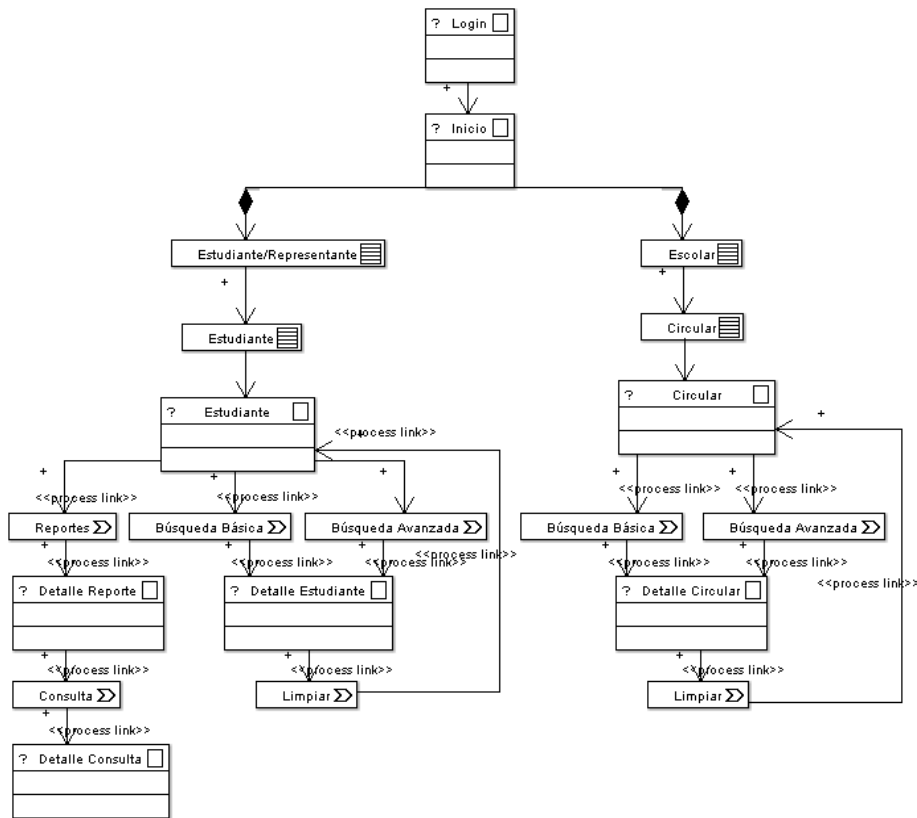 ? Login
+
? Inicio
Estudiante/Representante
Escolar
+
+
Estudiante
Circular
? Estudiante
? Circular
+
<<process link>>
+
+
+
+
+
+
<<process link>>
<<process link>>
<<process link>>
<<process link>>
Reportes
Búsqueda Básica
Búsqueda Avanzada
Búsqueda Básica
Búsqueda Avanzada
+
+
+
+
+
<<process link>>
<<process link>>
<<process link>>
<<process link>>
<<process link>>
<<process link>>
<<process link>>
? Detalle Reporte
? Detalle Estudiante
? Detalle Circular
+
+
+
<<process link>>
<<process link>>
<<process link>>
Consulta
Limpiar
Limpiar
+
<<process link>>
? Detalle Consulta